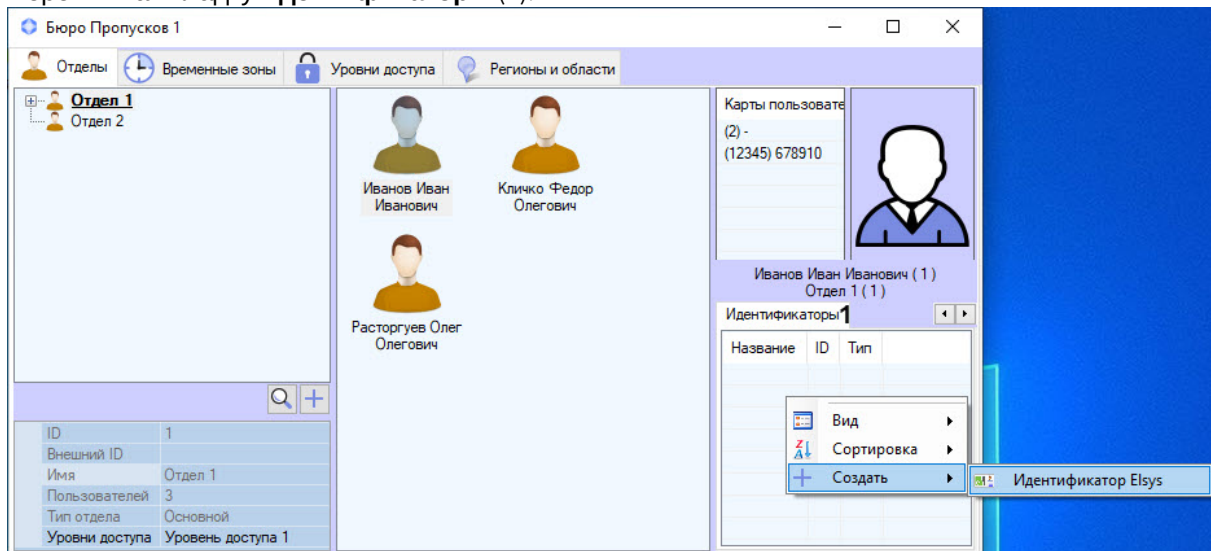 Бюро Пропусков 1
Отделы Временные зоны Уровни доступа Регионы и области
Отдел 1
Отдел 2
Иванов Иван
Иванович
Кличко Федор
Олегович
Расторгуев Олег
Олегович
Карты пользовате
(2) -
(12345) 678910
Иванов Иван Иванович ( 1 )
Отдел 1 ( 1 )
Идентификаторы 1
Название ID Тип
Вид
Сортировка
Создать
Идентификатор Elsys
ID 1
Внешний ID
Имя Отдел 1
Пользователей 3
Тип отдела Основной
Уровни доступа Уровень доступа 1